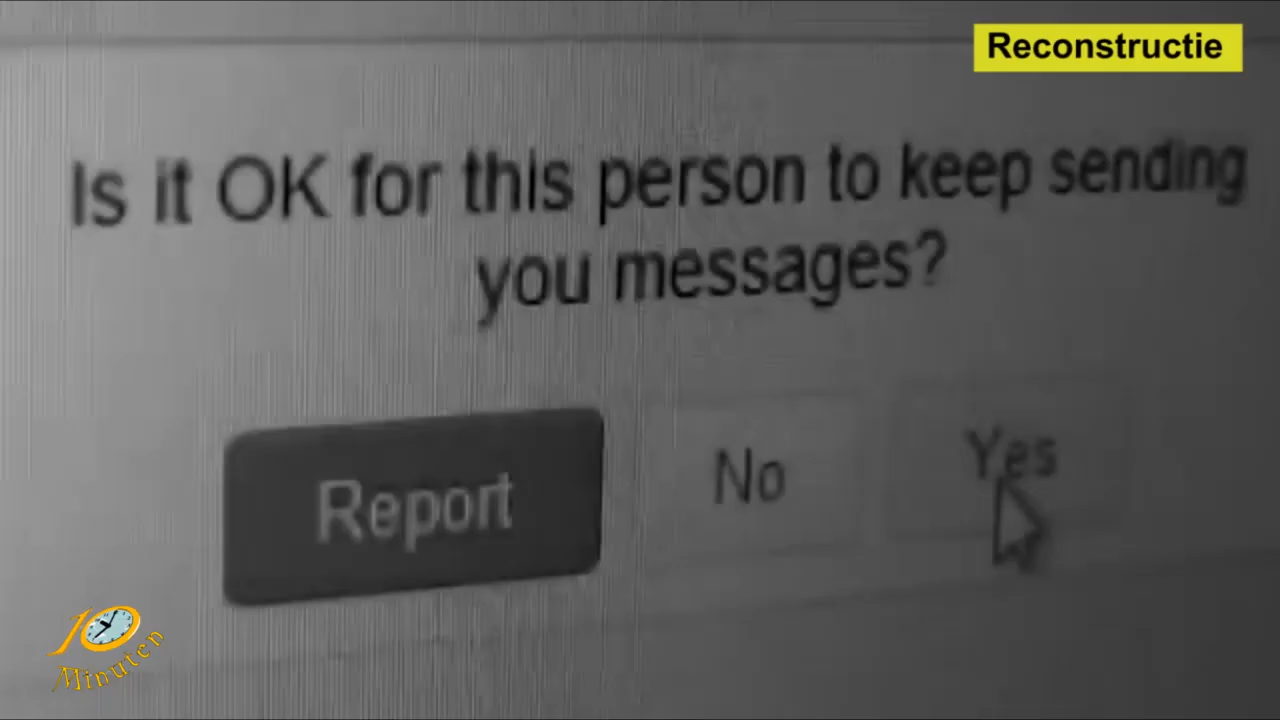 Reconstructie
Is it OK for this person to keep sending
you messages?
Report
No
Yes
10
Minuten